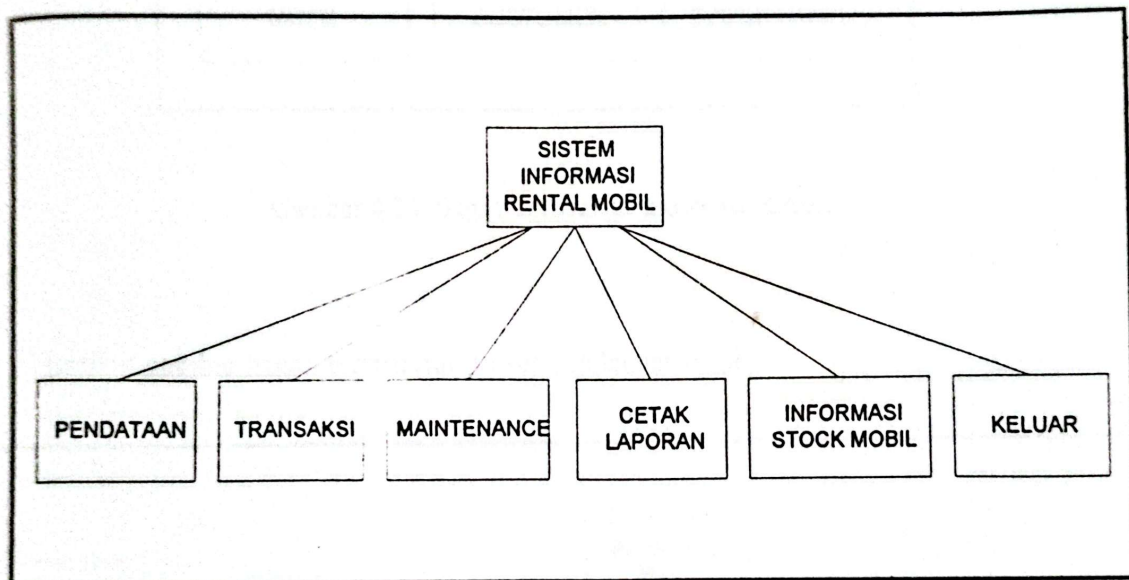 SISTEM
INFORMASI
RENTAL MOBIL
PENDATAAN
TRANSAKSI
MAINTENANCE
CETAK
LAPORAN
INFORMASI
STOCK MOBIL
KELUAR